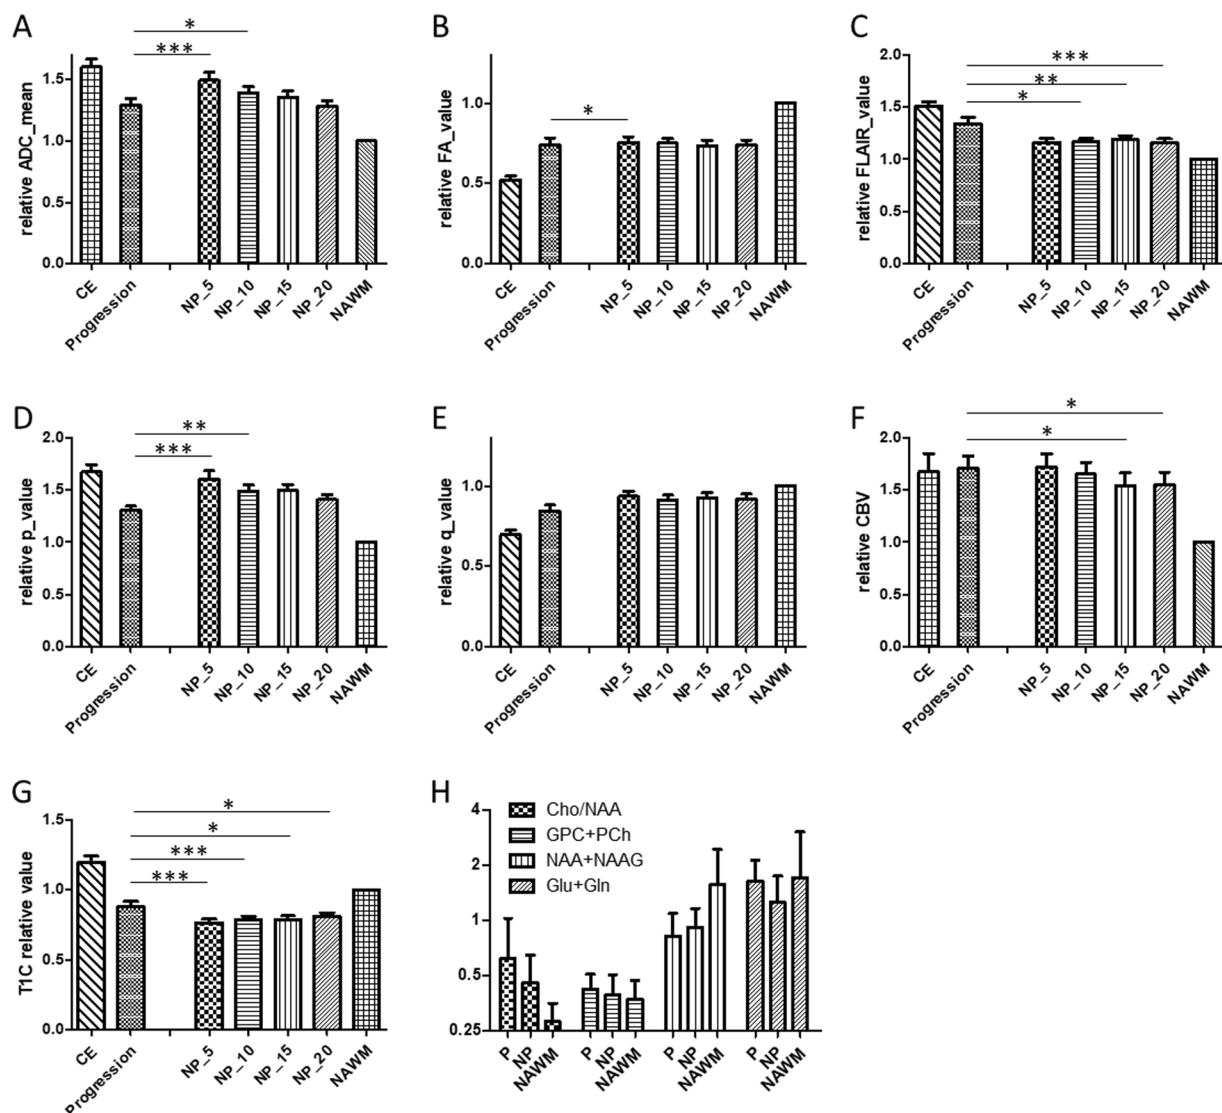 A
relative ADC_mean
1.5
1.0
0.5
0.0
*
***
CE
Progression
NP_5
NP_10
NP_15
NP_20
NAWM
B
relative FA_value
1.0
0.5
0.0
*
CE
Progression
NP_5
NP_10
NP_15
NP_20
NAWM
C
relative FLAIR_value
2.0
1.5
1.0
0.5
0.0
***
**
*
CE
Progression
NP_5
NP_10
NP_15
NP_20
NAWM
D
relative p_value
2.0
1.5
1.0
0.5
0.0
**
***
CE
Progression
NP_5
NP_10
NP_15
NP_20
NAWM
E
relative q_value
1.0
0.5
0.0
CE
Progression
NP_5
NP_10
NP_15
NP_20
NAWM
F
relative CBV
2.0
1.5
1.0
0.5
0.0
*
*
CE
Progression
NP_5
NP_10
NP_15
NP_20
NAWM
G
T1C relative value
1.5
1.0
0.5
0.0
*
*
***
***
CE
Progression
NP_5
NP_10
NP_15
NP_20
NAWM
H
4
2
1
0.5
0.25
Cho/NAA
GPC+PCh
NAA+NAAG
Glu+Gln
P
NP
NAWM
P
NP
NAWM
P
NP
NAWM
P
NP
NAWM